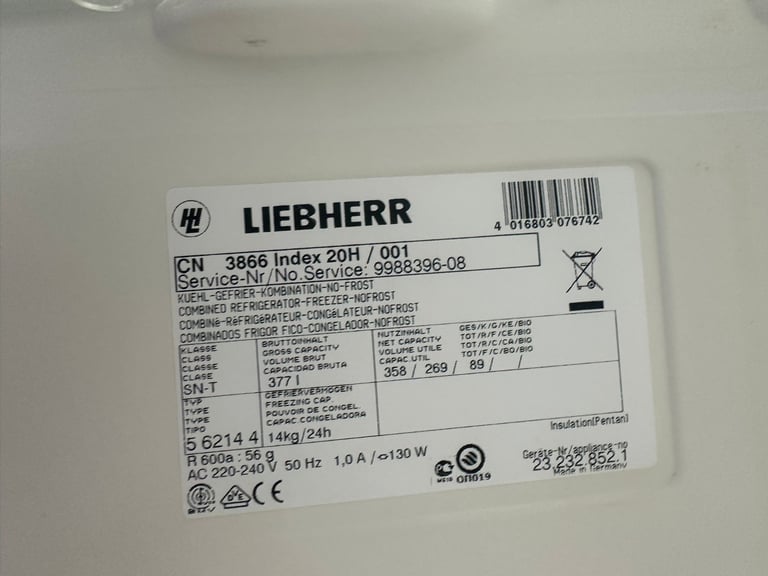 HL LIEBHERR
4 016803 076742
CN 3866 Index 20H / 001
Service-Nr/No.Service: 9988396-08
KUEHL-GEFRIER-KOMBINATION-NO-FROST
COMBINED REFRIGERATOR-FREEZER-NOFROST
COMBINÉ-RÉFRIGÉRATEUR-CONGÉLATEUR-NOFROST
COMBINADOS FRIGOR FICO-CONGELADOR-NOFROST
KLASSE
CLASS
CLASSE
CLASE
SN-T
BRUTTOINHALT
GROSS CAPACITY
VOLUME BRUT
CAPACIDAD BRUTA
377 l
NUTZINHALT GES/K/G/KE/BIO
NET CAPACITY TOT/R/F/CE/BIO
VOLUME UTILE TOT/R/C/CA/BIO
CAPAC UTIL TOT/F/C/BO/BIO
358 / 269 / 89 / /
TYP
TYPE
TYPE
TIPO
5 6214 4
GEFRIERVERMOGEN
FREEZING CAP.
POUVOIR DE CONGEL.
CAPAC CONGELADORA
14kg/24h
Insulation(Pentan)
R 600a : 56 g
AC 220-240 V 50 Hz 1,0 A / 130 W
Geräte-Nr/appliance-no
23.232.852.1
Made in Germany
ME10 ОП019
DVE CE